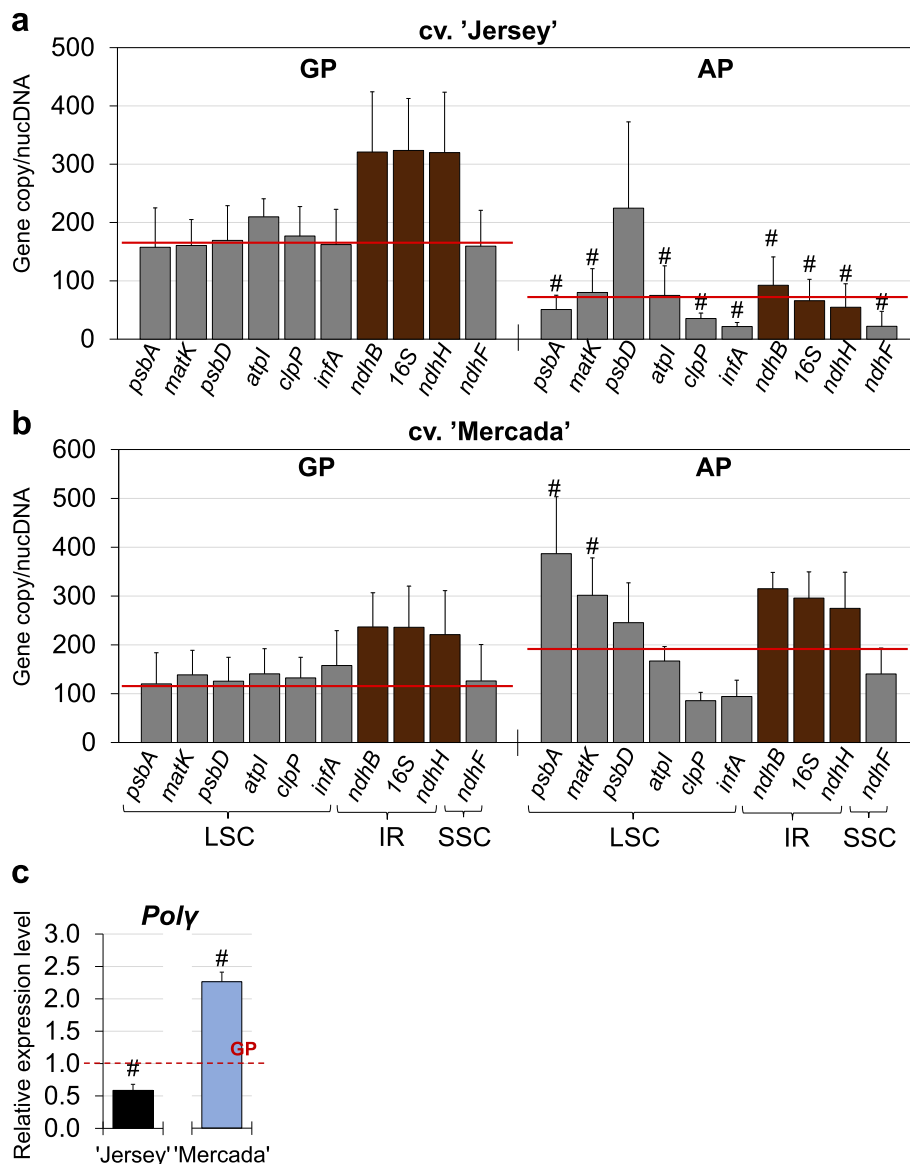 a
cv. ’Jersey’
GP AP
Gene copy/nucDNA
500
400
300
200
100
0
# # # # # # # # #
psbA matK psbD atpI clpP infA ndhB 16S ndhH ndhF psbA matK psbD atpI clpP infA ndhB 16S ndhH ndhF
b
cv. ’Mercada’
GP AP
Gene copy/nucDNA
600
500
400
300
200
100
0
# #
psbA matK psbD atpI clpP infA ndhB 16S ndhH ndhF psbA matK psbD atpI clpP infA ndhB 16S ndhH ndhF
LSC IR SSC LSC IR SSC
c
Polγ
Relative expression level
3.0
2.5
2.0
1.5
1.0
0.5
0.0
# #
GP
'Jersey' 'Mercada'